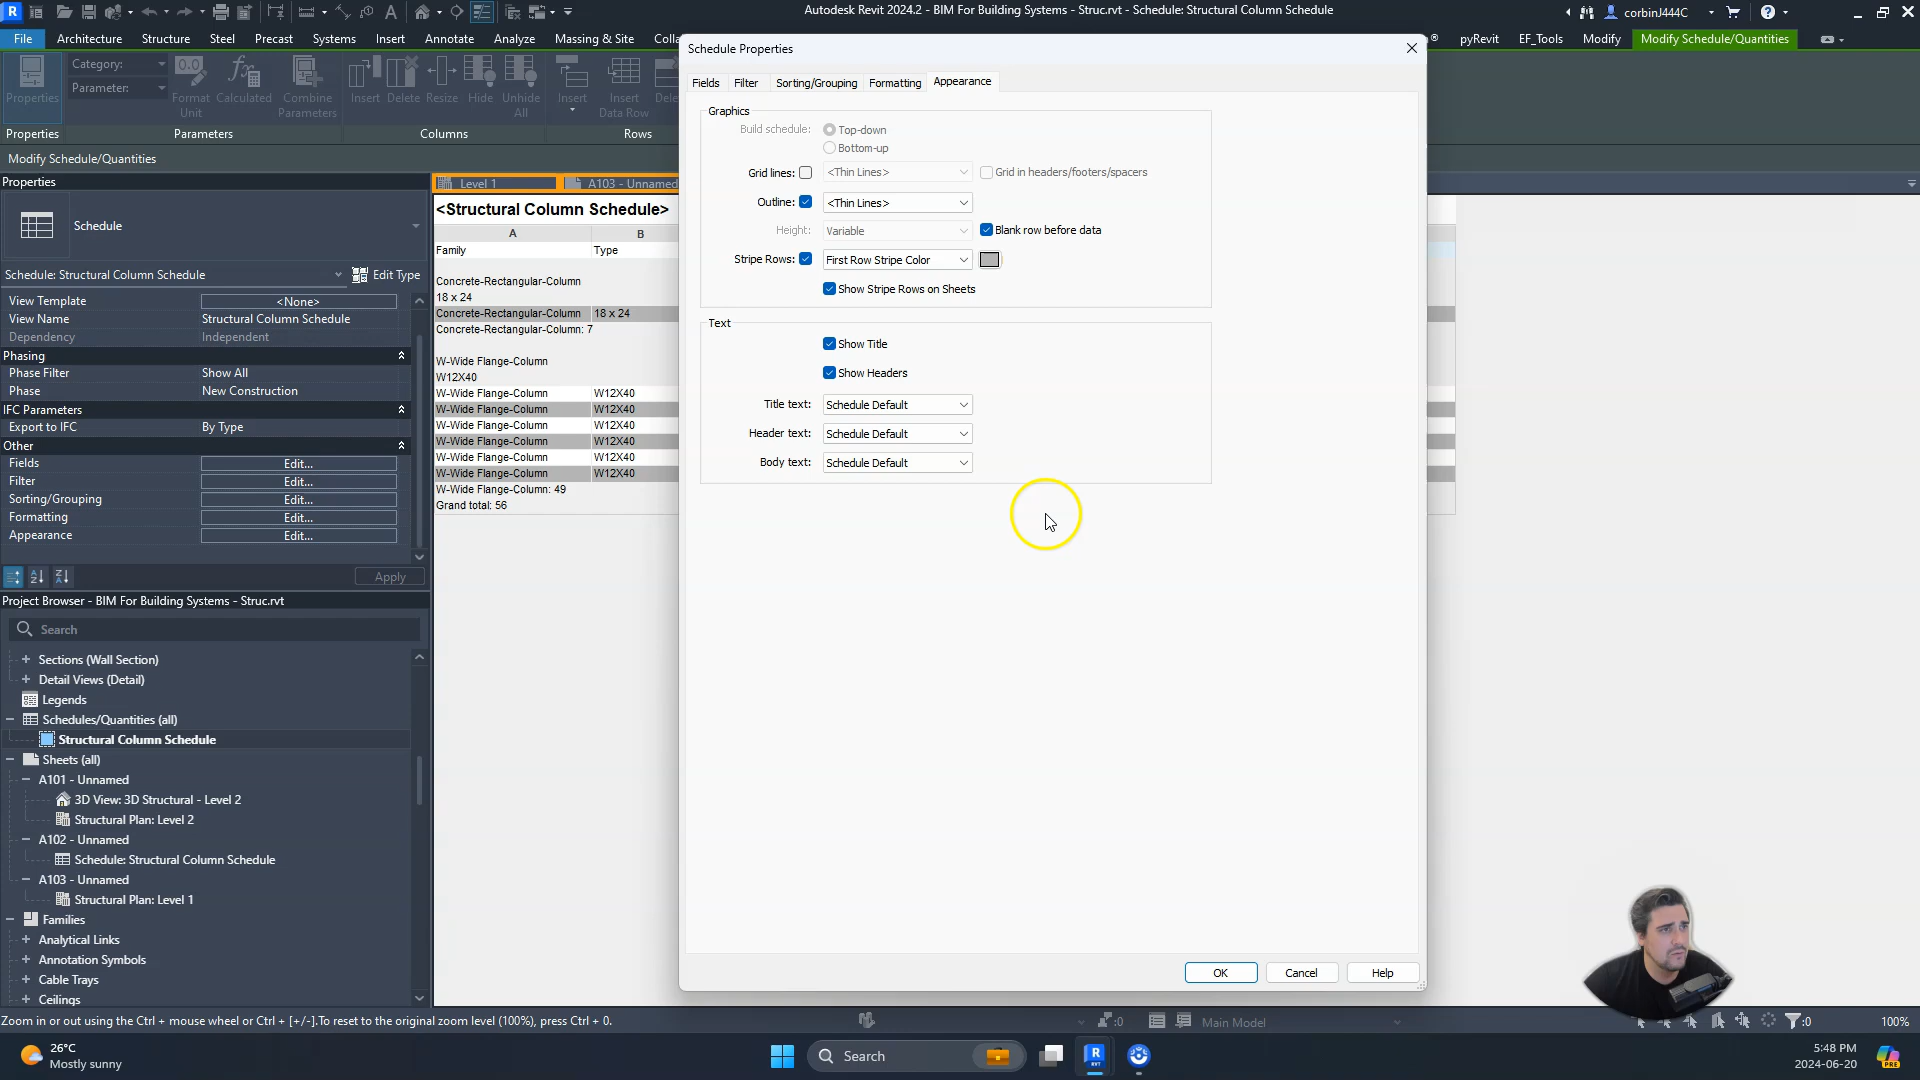 Autodesk Revit 2024.2 - BIM For Building Systems - Struc.rvt - Schedule: Structural Column Schedule
corbinJ444C
File Architecture Structure Steel Precast Systems Insert Annotate Analyze Massing & Site Colla
pyRevit EF_Tools Modify Modify Schedule/Quantities
Schedule Properties
Category:
Parameter:
Properties
Format Unit
Calculated
Combine Parameters
Insert Delete Resize Hide Unhide All
Insert
Insert Data Row
Dele
Properties Parameters Columns Rows
Modify Schedule/Quantities
Properties
Schedule
Schedule: Structural Column Schedule
Edit Type
View Template <None>
View Name Structural Column Schedule
Dependency Independent
Phasing
Phase Filter Show All
Phase New Construction
IFC Parameters
Export to IFC By Type
Other
Fields Edit...
Filter Edit...
Sorting/Grouping Edit...
Formatting Edit...
Appearance Edit...
Apply
Project Browser - BIM For Building Systems - Struc.rvt
Search
Sections (Wall Section)
Detail Views (Detail)
Legends
Schedules/Quantities (all)
Structural Column Schedule
Sheets (all)
A101 - Unnamed
3D View: 3D Structural - Level 2
Structural Plan: Level 2
A102 - Unnamed
Schedule: Structural Column Schedule
A103 - Unnamed
Structural Plan: Level 1
Families
Analytical Links
Annotation Symbols
Cable Trays
Ceilings
Level 1 A103 - Unnamed
<Structural Column Schedule>
A B
Family Type
Concrete-Rectangular-Column
18 x 24
Concrete-Rectangular-Column 18 x 24
Concrete-Rectangular-Column: 7
W-Wide Flange-Column
W12X40
W-Wide Flange-Column W12X40
W-Wide Flange-Column W12X40
W-Wide Flange-Column W12X40
W-Wide Flange-Column W12X40
W-Wide Flange-Column W12X40
W-Wide Flange-Column W12X40
W-Wide Flange-Column: 49
Grand total: 56
Fields Filter Sorting/Grouping Formatting Appearance
Graphics
Build schedule: Top-down
Bottom-up
Grid lines: <Thin Lines> Grid in headers/footers/spacers
Outline: <Thin Lines>
Height: Variable Blank row before data
Stripe Rows: First Row Stripe Color
Show Stripe Rows on Sheets
Text
Show Title
Show Headers
Title text: Schedule Default
Header text: Schedule Default
Body text: Schedule Default
OK Cancel Help
Zoom in or out using the Ctrl + mouse wheel or Ctrl + [+/-].To reset to the original zoom level (100%), press Ctrl + 0.
:0
Main Model
:0
100%
26°C
Mostly sunny
Search
5:48 PM
2024-06-20